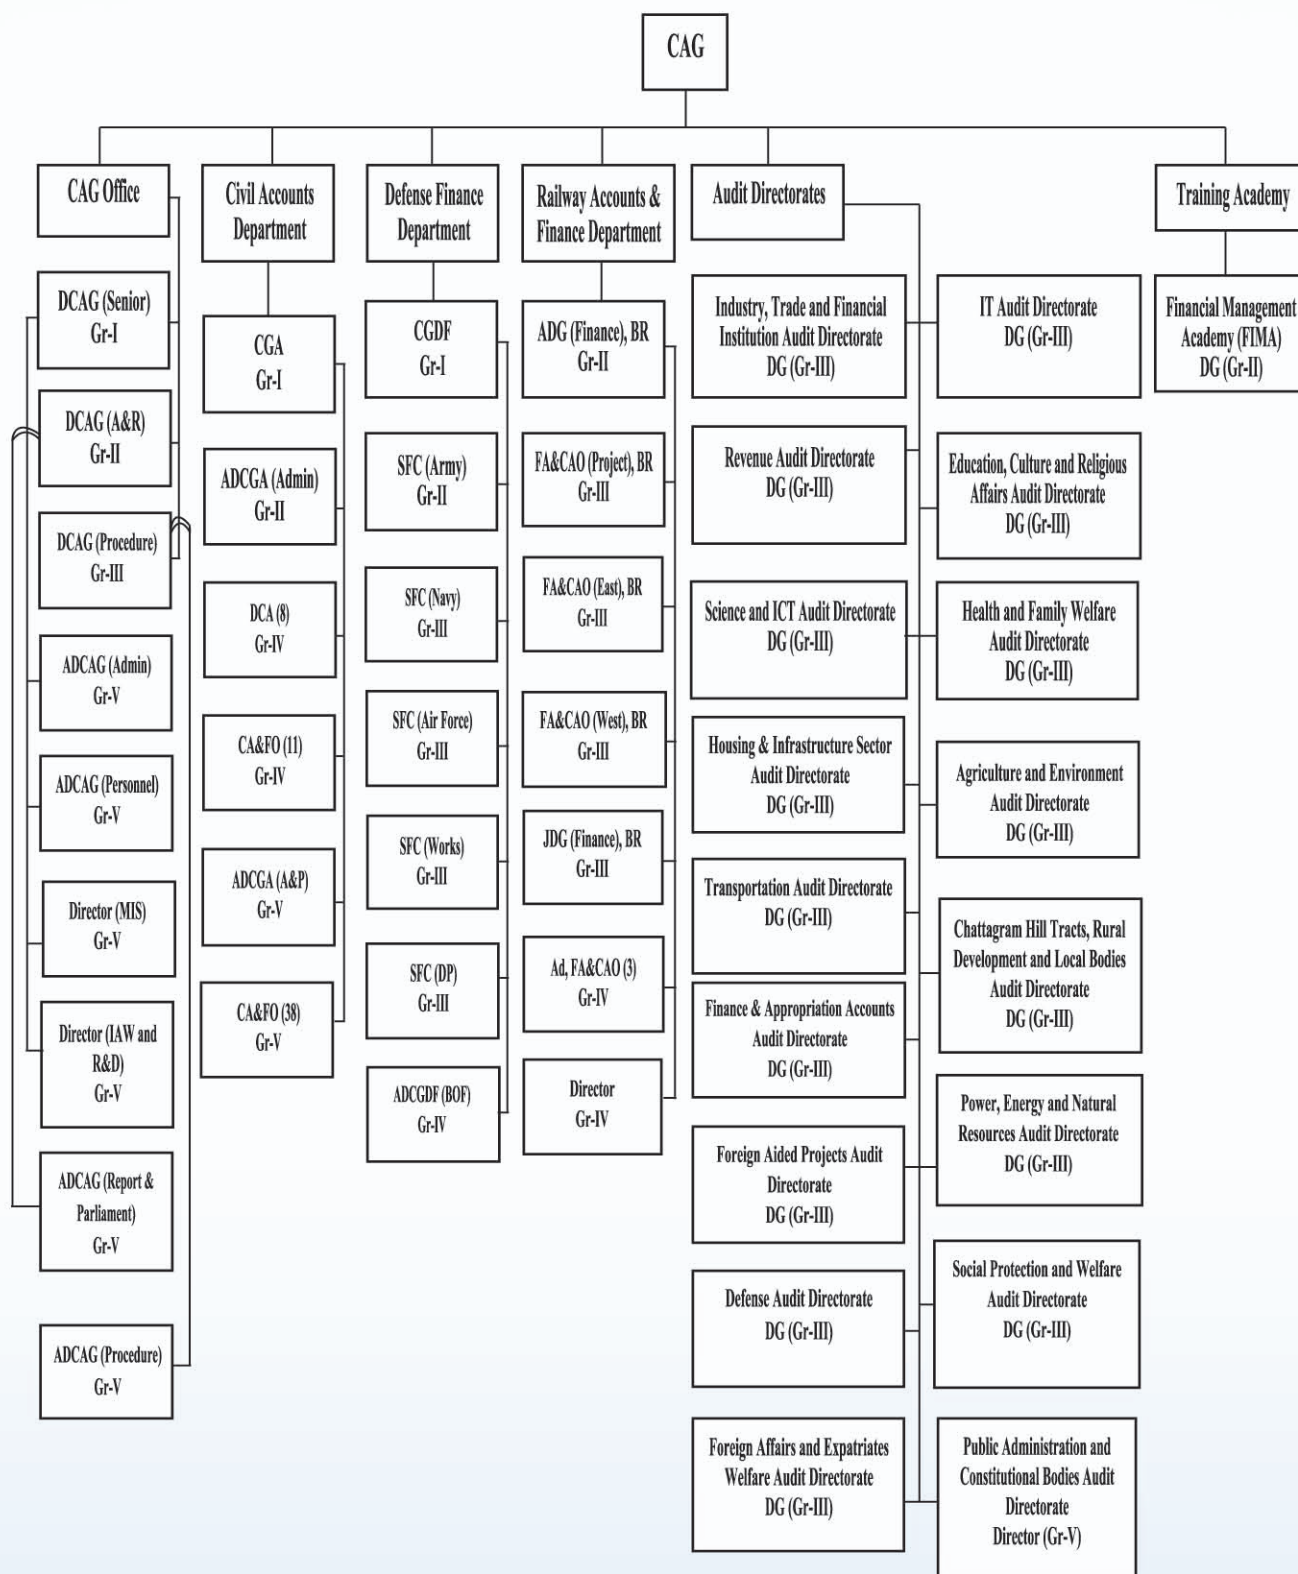 CAG
CAG Office
DCAG (Senior)
Gr-I
DCAG (A&R)
Gr-II
DCAG (Procedure)
Gr-III
ADCAG (Admin)
Gr-V
ADCAG (Personnel)
Gr-V
Director (MIS)
Gr-V
Director (IAW and
R&D)
Gr-V
ADCAG (Report &
Parliament)
Gr-V
ADCAG (Procedure)
Gr-V
Civil Accounts
Department
CGA
Gr-I
ADCGA (Admin)
Gr-II
DCA (8)
Gr-IV
CA&FO (11)
Gr-IV
ADCGA (A&P)
Gr-V
CA&FO (38)
Gr-V
Defense Finance
Department
CGDF
Gr-I
SFC (Army)
Gr-II
SFC (Navy)
Gr-III
SFC (Air Force)
Gr-III
SFC (Works)
Gr-III
SFC (DP)
Gr-III
ADCGDF (BOF)
Gr-IV
Railway Accounts &
Finance Department
ADG (Finance), BR
Gr-II
FA&CAO (Project), BR
Gr-III
FA&CAO (East), BR
Gr-III
FA&CAO (West), BR
Gr-III
JDG (Finance), BR
Gr-III
Ad, FA&CAO (3)
Gr-IV
Director
Gr-IV
Audit Directorates
Industry, Trade and Financial
Institution Audit Directorate
DG (Gr-III)
Revenue Audit Directorate
DG (Gr-III)
Science and ICT Audit Directorate
DG (Gr-III)
Housing & Infrastructure Sector
Audit Directorate
DG (Gr-III)
Transportation Audit Directorate
DG (Gr-III)
Finance & Appropriation Accounts
Audit Directorate
DG (Gr-III)
Foreign Aided Projects Audit
Directorate
DG (Gr-III)
Defense Audit Directorate
DG (Gr-III)
Foreign Affairs and Expatriates
Welfare Audit Directorate
DG (Gr-III)
IT Audit Directorate
DG (Gr-III)
Education, Culture and Religious
Affairs Audit Directorate
DG (Gr-III)
Health and Family Welfare
Audit Directorate
DG (Gr-III)
Agriculture and Environment
Audit Directorate
DG (Gr-III)
Chattagram Hill Tracts, Rural
Development and Local Bodies
Audit Directorate
DG (Gr-III)
Power, Energy and Natural
Resources Audit Directorate
DG (Gr-III)
Social Protection and Welfare
Audit Directorate
DG (Gr-III)
Public Administration and
Constitutional Bodies Audit
Directorate
Director (Gr-V)
Training Academy
Financial Management
Academy (FIMA)
DG (Gr-II)